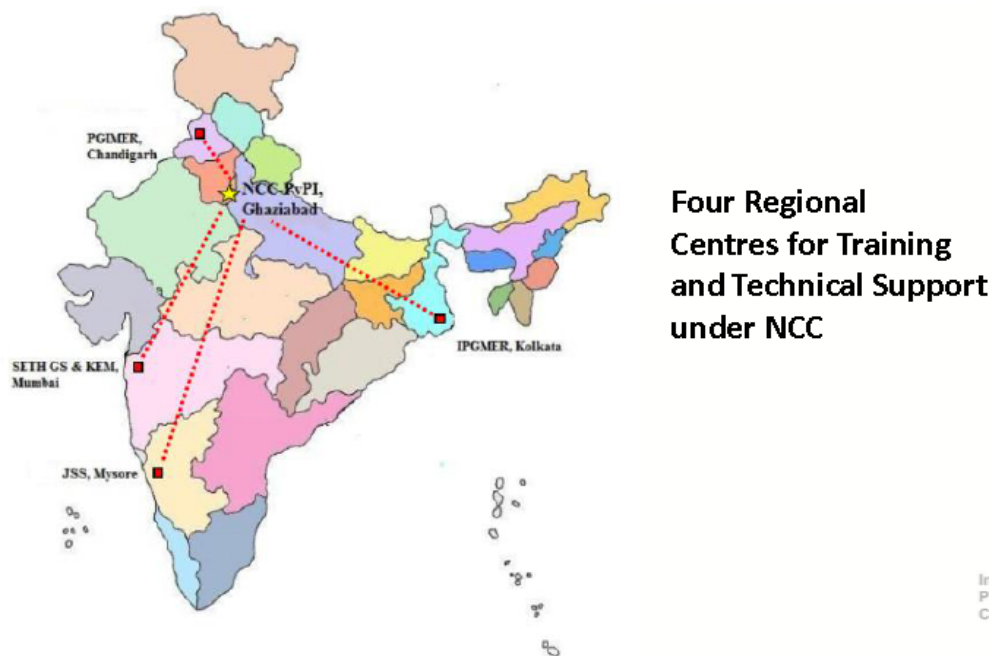 PGIMER,
Chandigarh
NCC-PvPI,
Ghaziabad
SETH GS & KEM,
Mumbai
IPGMER, Kolkata
JSS, Mysore
Four Regional
Centres for Training
and Technical Support
under NCC